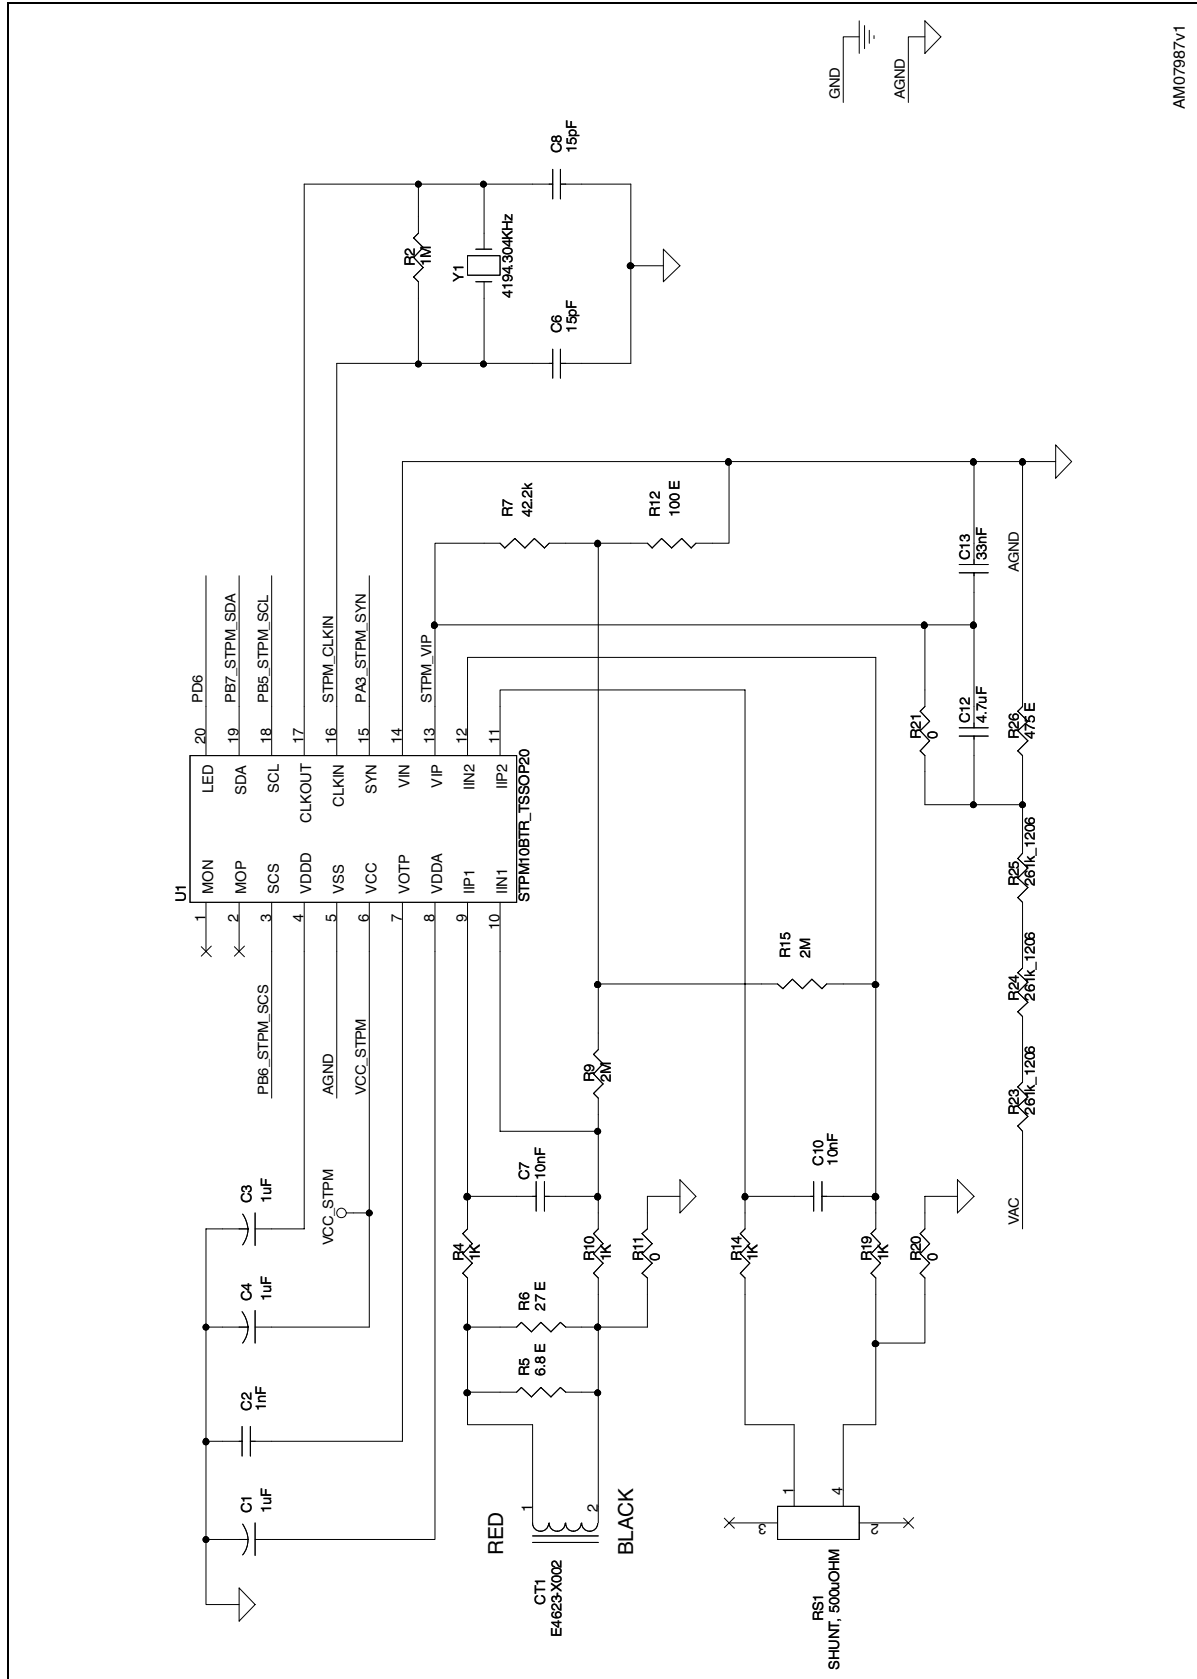 AM07987v1
GND
AGND
C8
15pF
R2
1M
Y1
4194.304KHz
C6
15pF
R7
42.2k
R12
100 E
C13
33nF
AGND
PD6
PB7_STPM_SDA
PB5_STPM_SCL
STPM_CLKIN
PA3_STPM_SYN
STPM_VIP
R21
0
C12
4.7uF
R26
475 E
20
19
18
17
16
15
14
13
12
11
LED
SDA
SCL
CLKOUT
CLKIN
SYN
VIN
VIP
IIN2
IIP2
U1
MON
MOP
SCS
VDDD
VSS
VCC
VOTP
VDDA
IIP1
IIN1
STPM10BTR_TSSOP20
1
2
3
4
5
6
7
8
9
10
PB6_STPM_SCS
AGND
VCC_STPM
VCC_STPM
R15
2M
R9
2M
R25
261k_1206
R24
261k_1206
R23
261k_1206
VAC
C3
1uF
C4
1uF
C2
1nF
C1
1uF
C7
10nF
C10
10nF
R4
1K
R10
1K
R11
0
R14
1K
R19
1K
R20
0
R6
27 E
R5
6.8 E
RED
1
2
BLACK
CT1
E4623-X002
1
4
3
2
RS1
SHUNT, 500uOHM